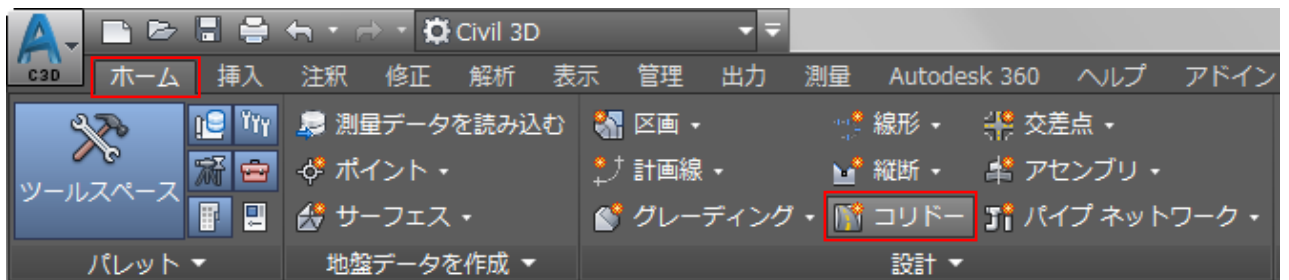 Civil 3D
C3D ホーム 挿入 注釈 修正 解析 表示 管理 出力 測量 Autodesk 360 ヘルプ アドイン
測量データを読み込む 区画 線形 交差点
ツールスペース ポイント 計画線 縦断 アセンブリ
サーフェス グレーディング コリドー パイプ ネットワーク
パレット 地盤データを作成 設計